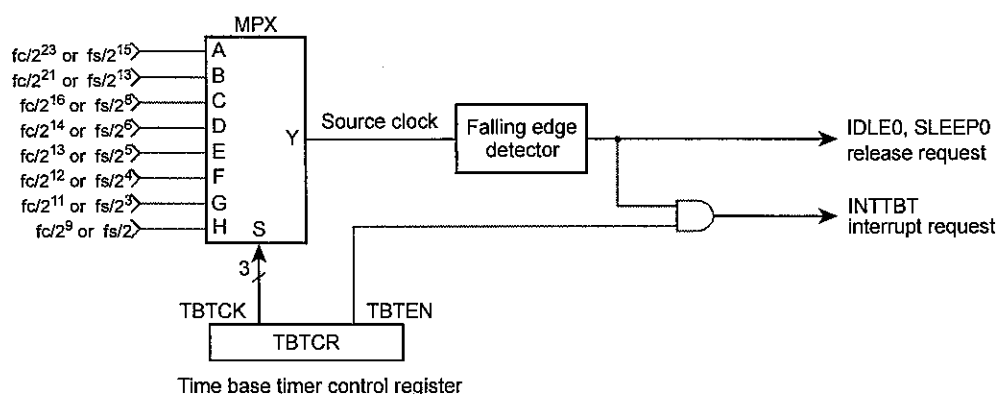 MPX
fc/2^23 or fs/2^15
A
fc/2^21 or fs/2^13
B
fc/2^16 or fs/2^8
C
fc/2^14 or fs/2^6
D
fc/2^13 or fs/2^5
E
fc/2^12 or fs/2^4
F
fc/2^11 or fs/2^3
G
fc/2^9 or fs/2
H
Y
S
Source clock
Falling edge
detector
IDLE0, SLEEP0
release request
INTTBT
interrupt request
3
TBTCK
TBTEN
TBTCR
Time base timer control register